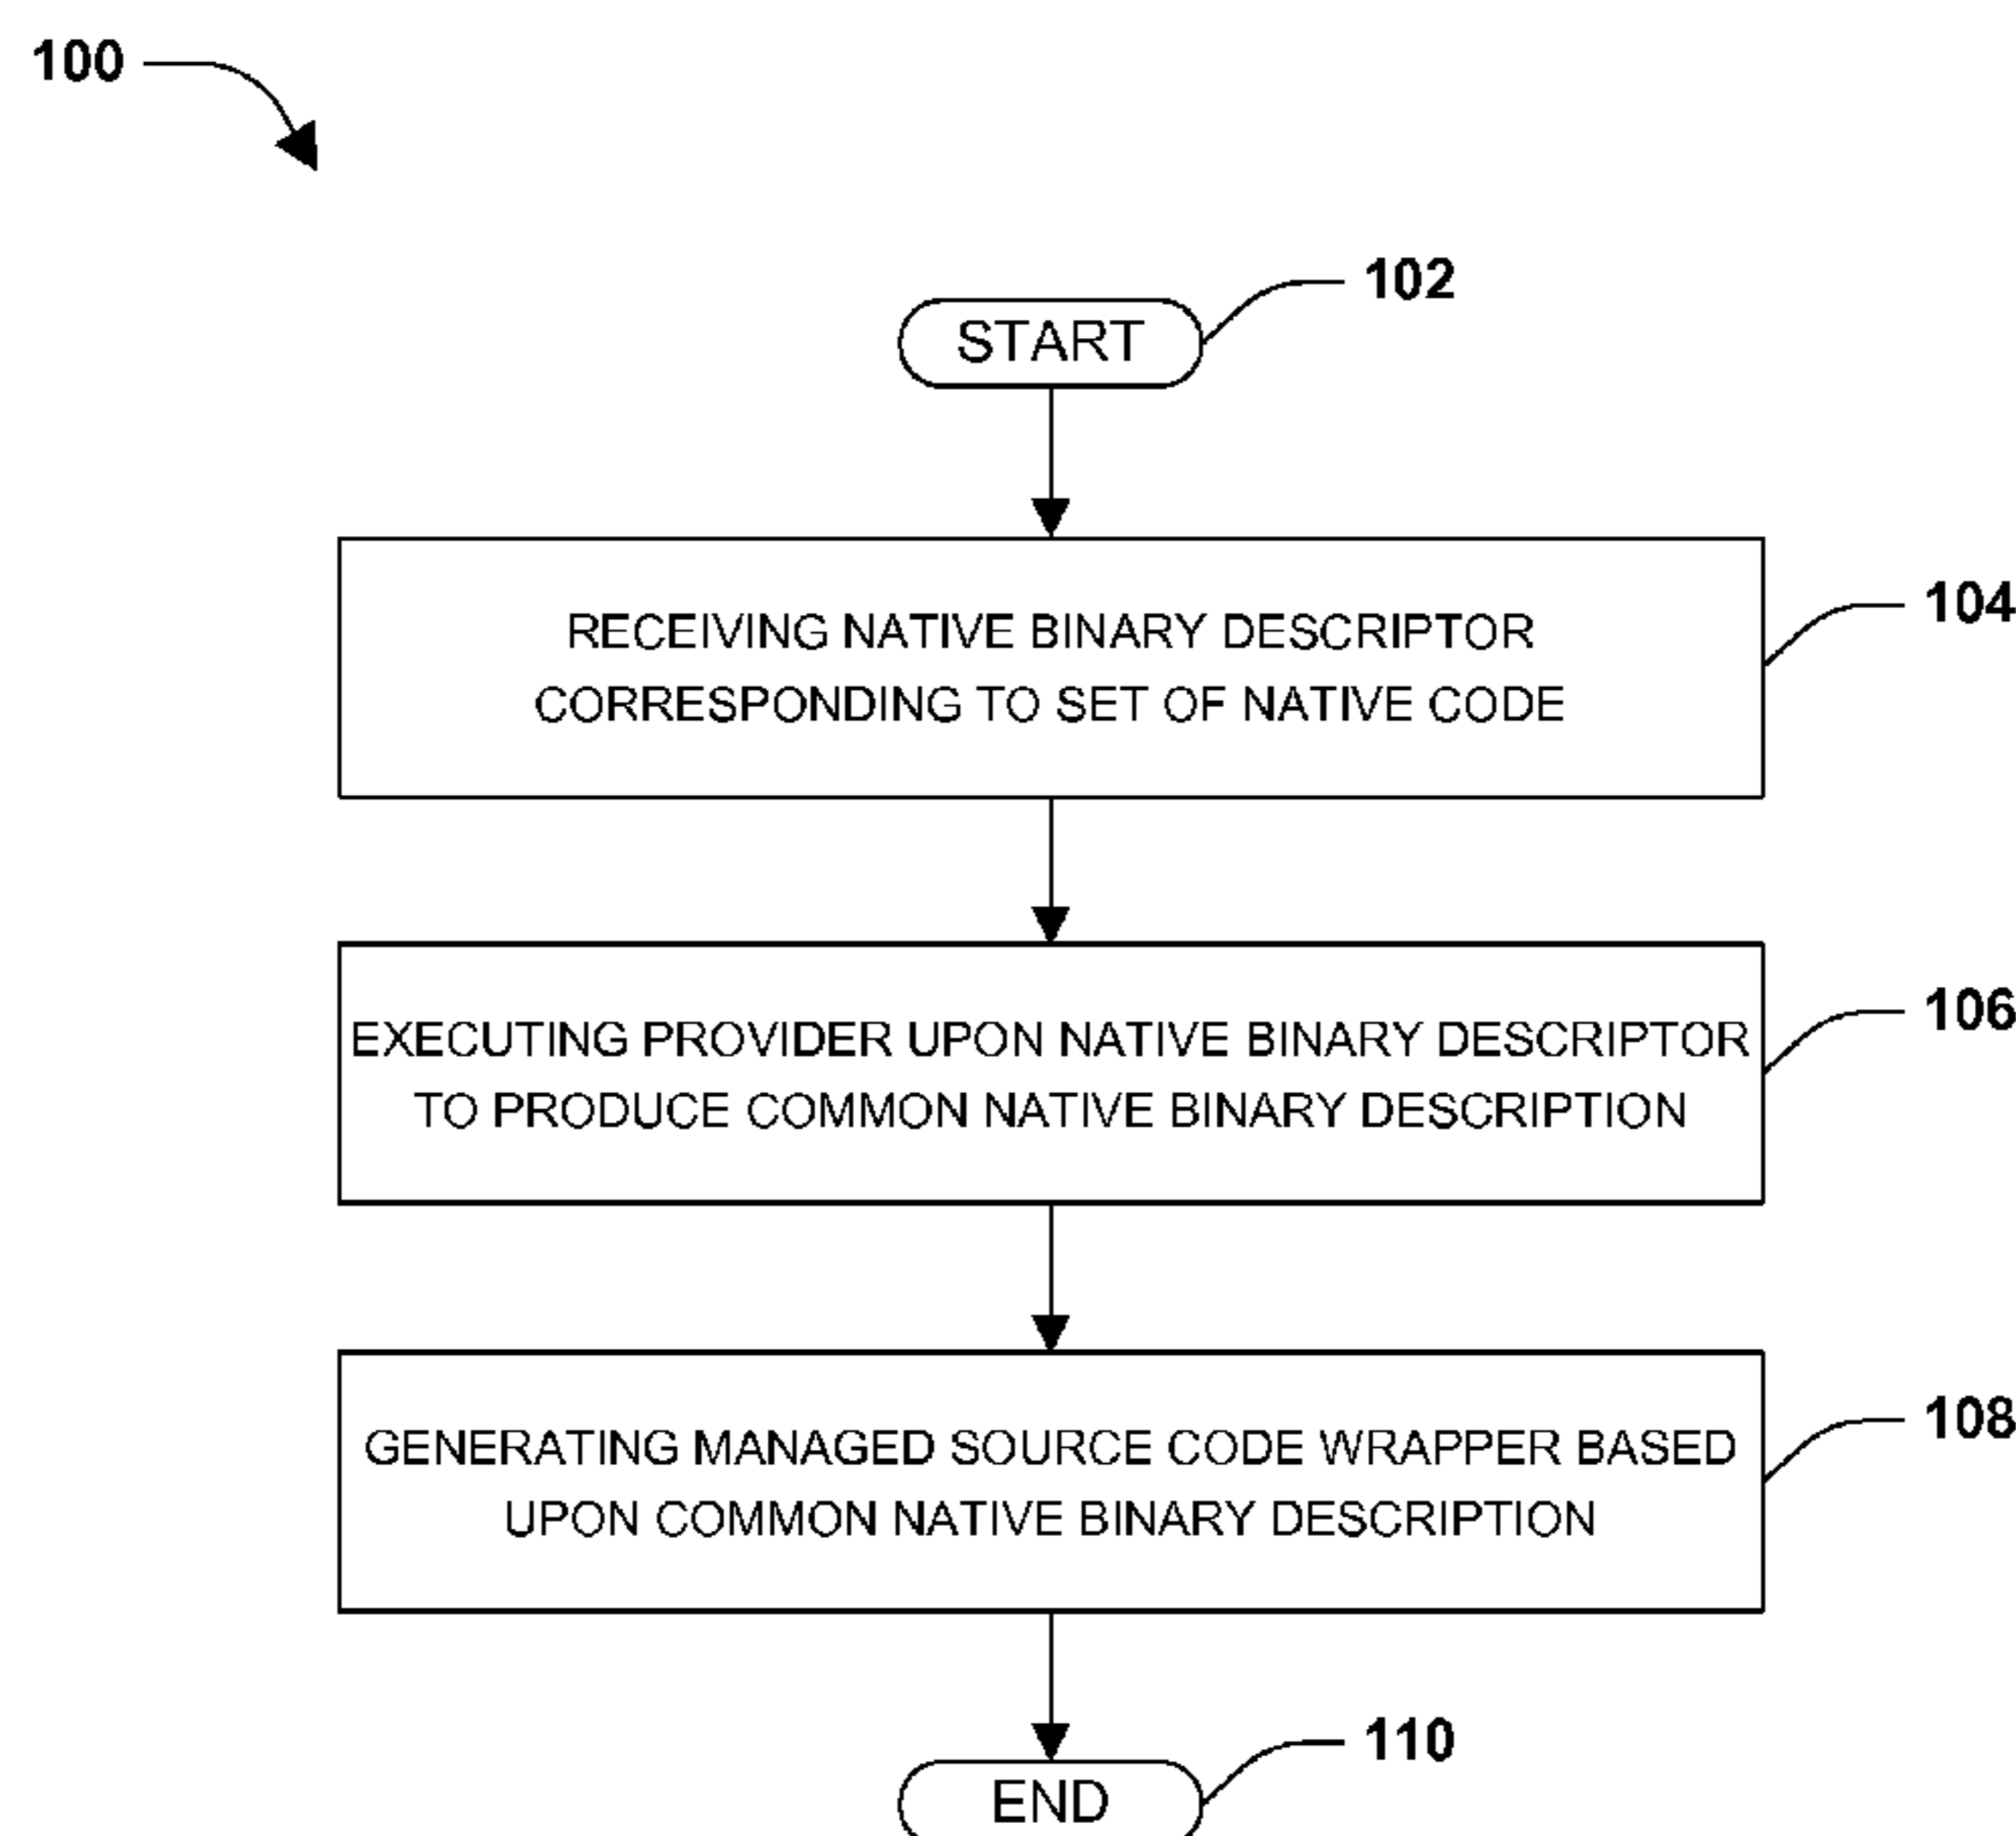 100
102
START
104
RECEIVING NATIVE BINARY DESCRIPTOR
CORRESPONDING TO SET OF NATIVE CODE
106
EXECUTING PROVIDER UPON NATIVE BINARY DESCRIPTOR
TO PRODUCE COMMON NATIVE BINARY DESCRIPTION
108
GENERATING MANAGED SOURCE CODE WRAPPER BASED
UPON COMMON NATIVE BINARY DESCRIPTION
110
END